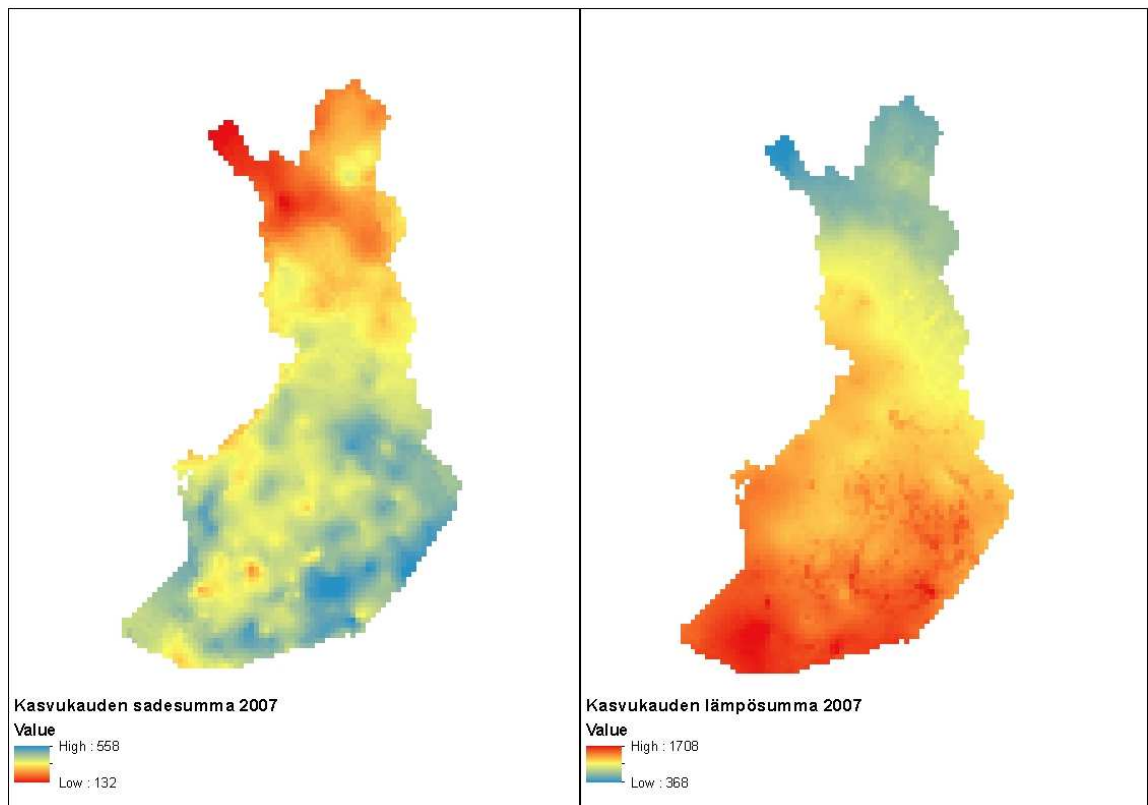 Kasvukauden sadesumma 2007
Value
High : 558
Low : 132
Kasvukauden lämpösumma 2007
Value
High : 1708
Low : 368